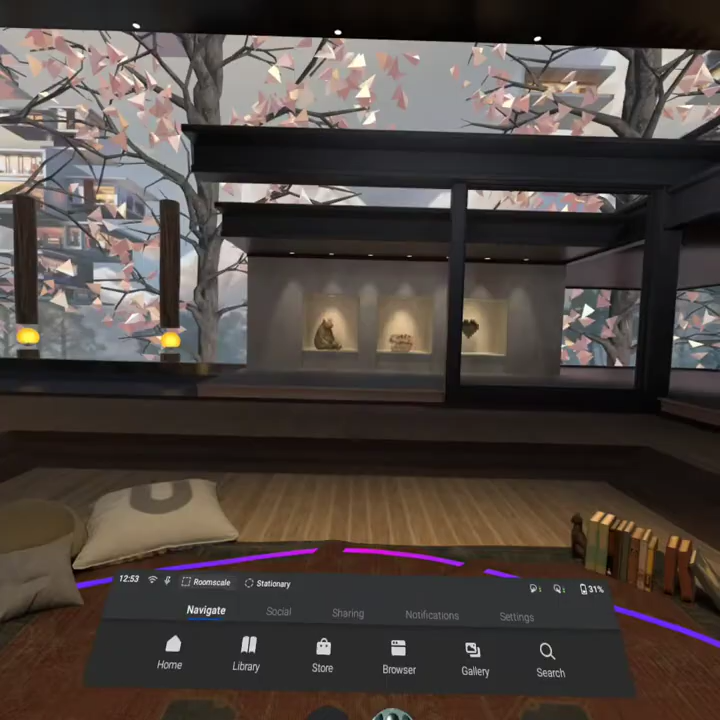 12:53 Roomscale Stationary 31%
Navigate Social Sharing Notifications Settings
Home Library Store Browser Gallery Search